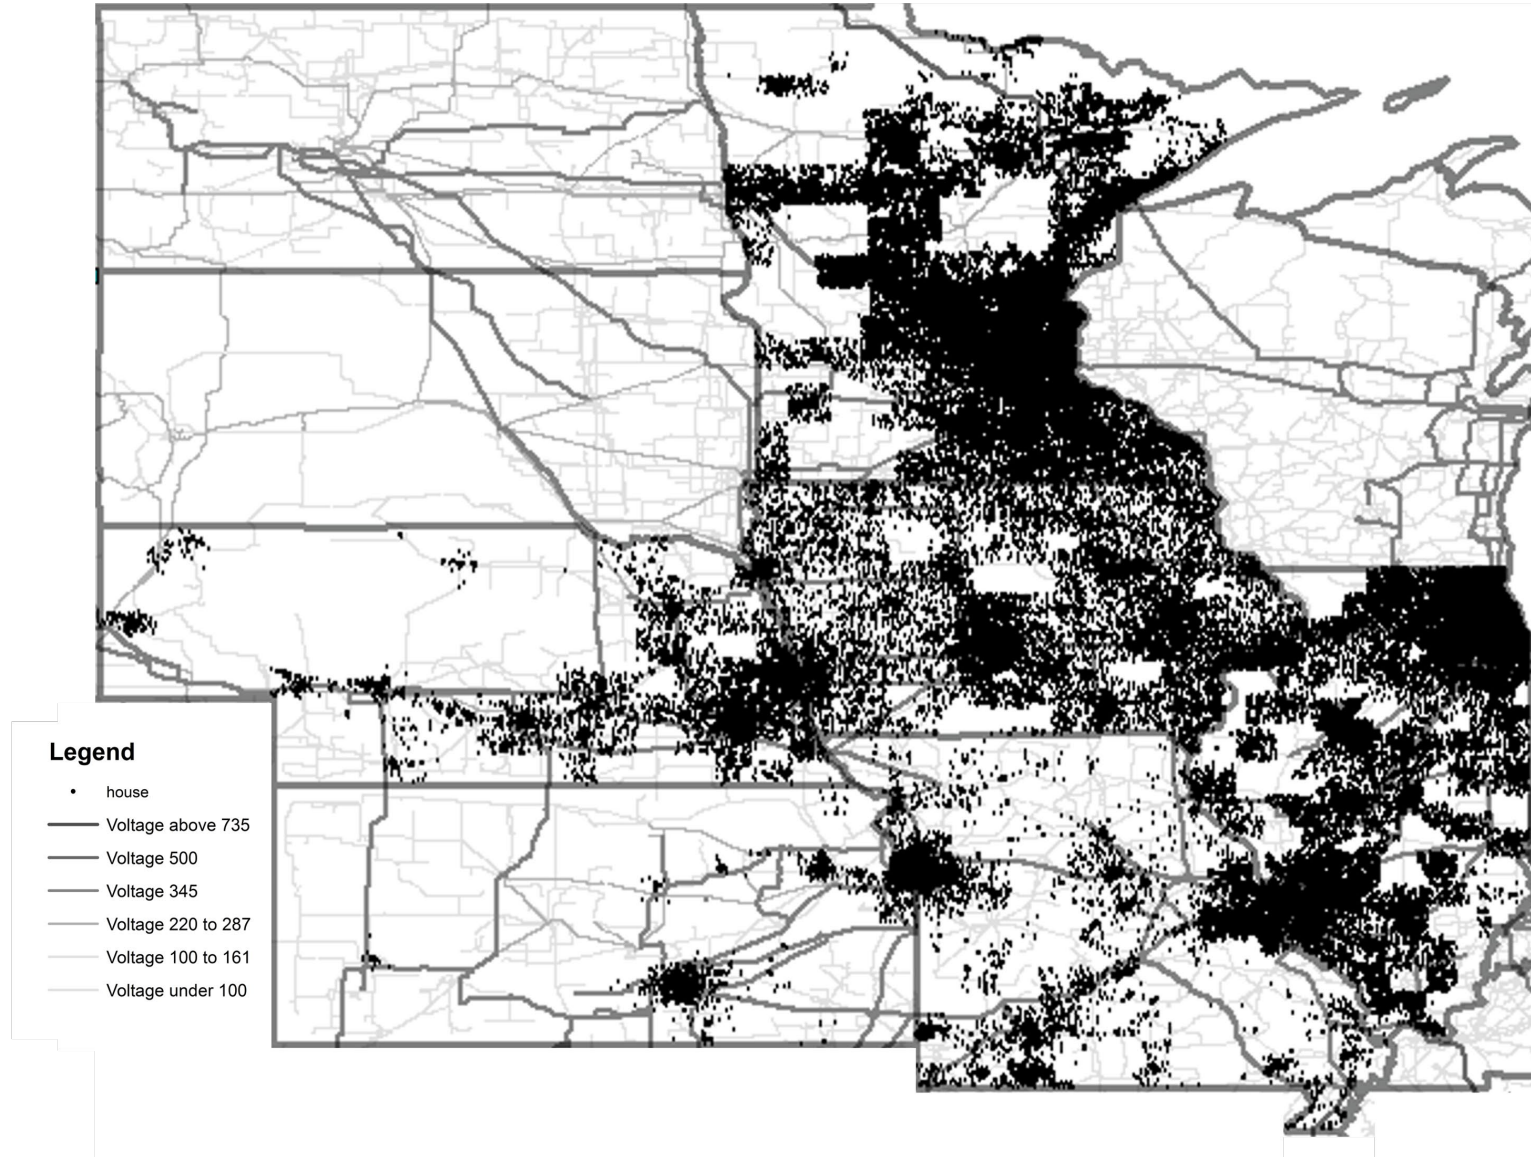 Legend
house
Voltage above 735
Voltage 500
Voltage 345
Voltage 220 to 287
Voltage 100 to 161
Voltage under 100